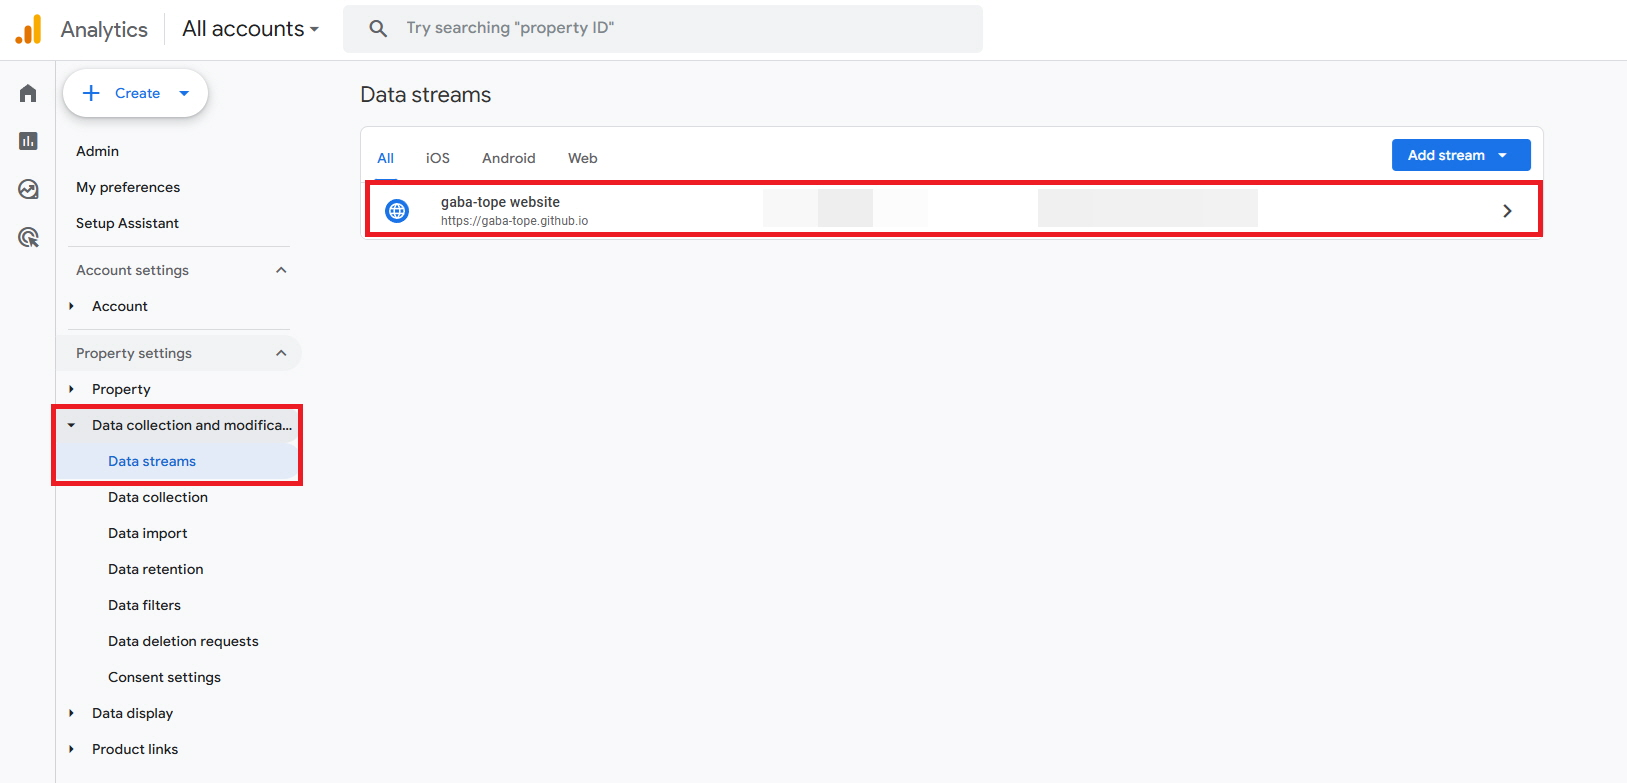 Analytics
All accounts
Try searching "property ID"
Create
Admin
My preferences
Setup Assistant
Account settings
Account
Property settings
Property
Data collection and modifica...
Data streams
Data collection
Data import
Data retention
Data filters
Data deletion requests
Consent settings
Data display
Product links
Data streams
All iOS Android Web
Add stream
gaba-tope website
https://gaba-tope.github.io